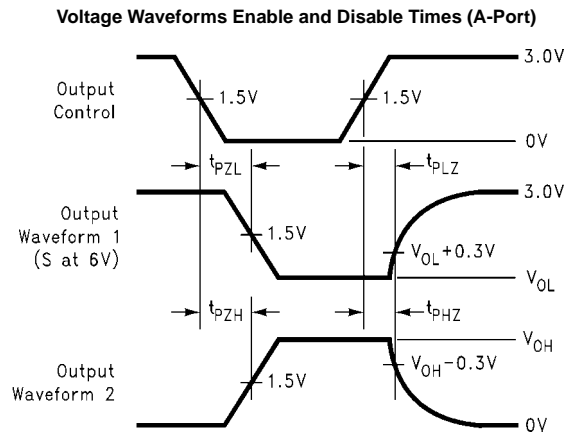 Voltage Waveforms Enable and Disable Times (A-Port)
Output
Control
1.5V
1.5V
3.0V
0V
tPZL
tPLZ
Output
Waveform 1
(S at 6V)
1.5V
3.0V
VOL+0.3V
VOL
tPZH
tPHZ
Output
Waveform 2
1.5V
VOH
VOH−0.3V
0V